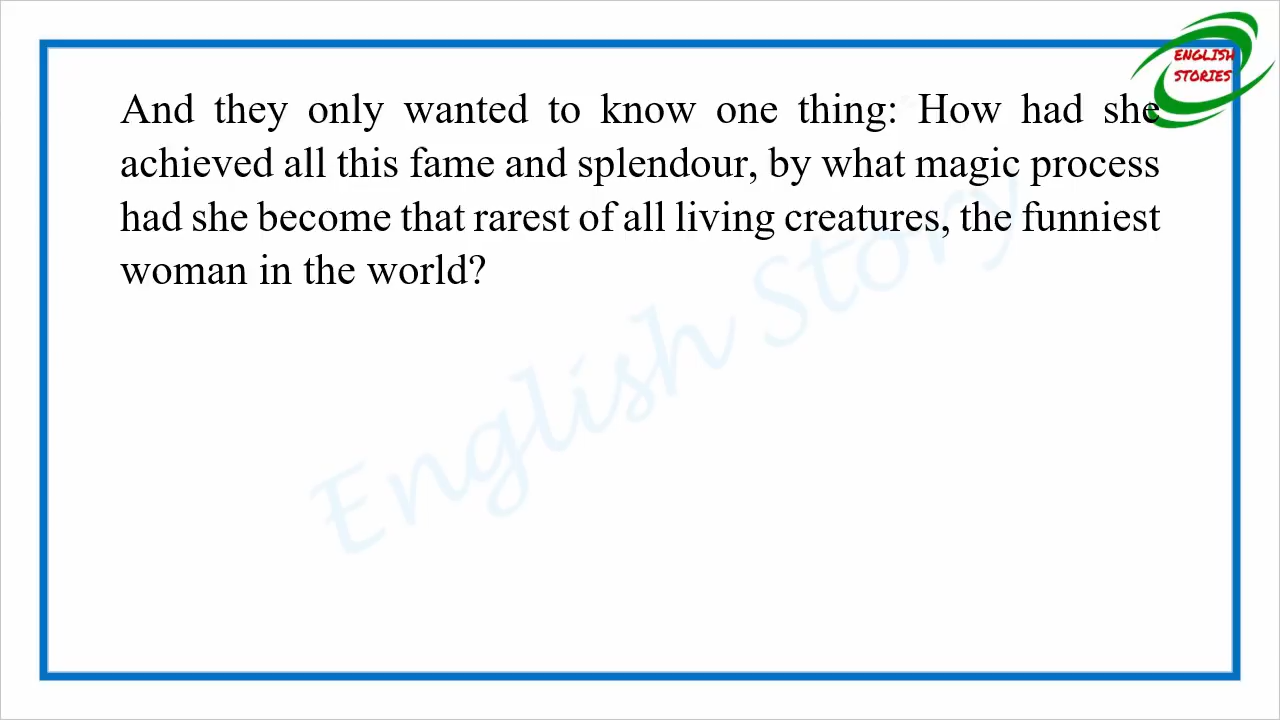 ENGLISH
STORIES
And they only wanted to know one thing: How had she
achieved all this fame and splendour, by what magic process
had she become that rarest of all living creatures, the funniest
woman in the world?
English Story